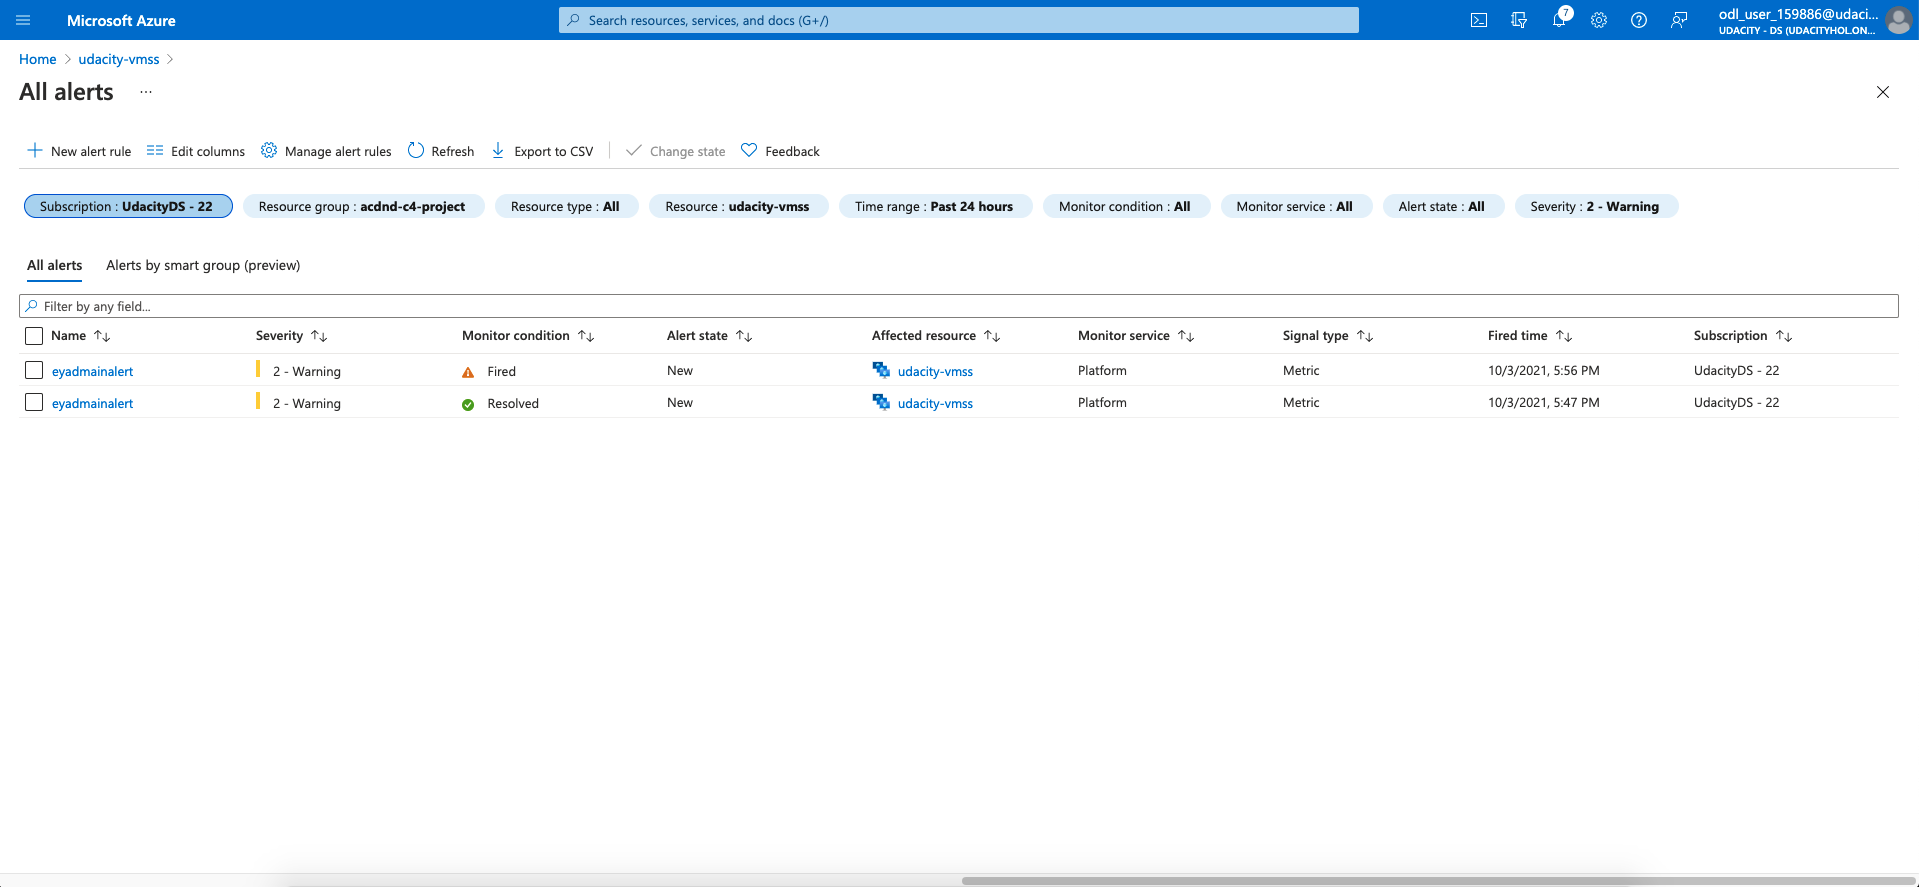 Microsoft Azure
Search resources, services, and docs (G+/)
7
odl_user_159886@udaci...
UDACITY - DS (UDACITYHOL.ON...
Home > udacity-vmss >
All alerts ...
New alert rule Edit columns Manage alert rules Refresh Export to CSV Change state Feedback
Subscription : UdacityDS - 22 Resource group : acdnd-c4-project Resource type : All Resource : udacity-vmss Time range : Past 24 hours Monitor condition : All Monitor service : All Alert state : All Severity : 2 - Warning
All alerts Alerts by smart group (preview)
Filter by any field...
Name Severity Monitor condition Alert state Affected resource Monitor service Signal type Fired time Subscription
eyadmainalert 2 - Warning Fired New udacity-vmss Platform Metric 10/3/2021, 5:56 PM UdacityDS - 22
eyadmainalert 2 - Warning Resolved New udacity-vmss Platform Metric 10/3/2021, 5:47 PM UdacityDS - 22